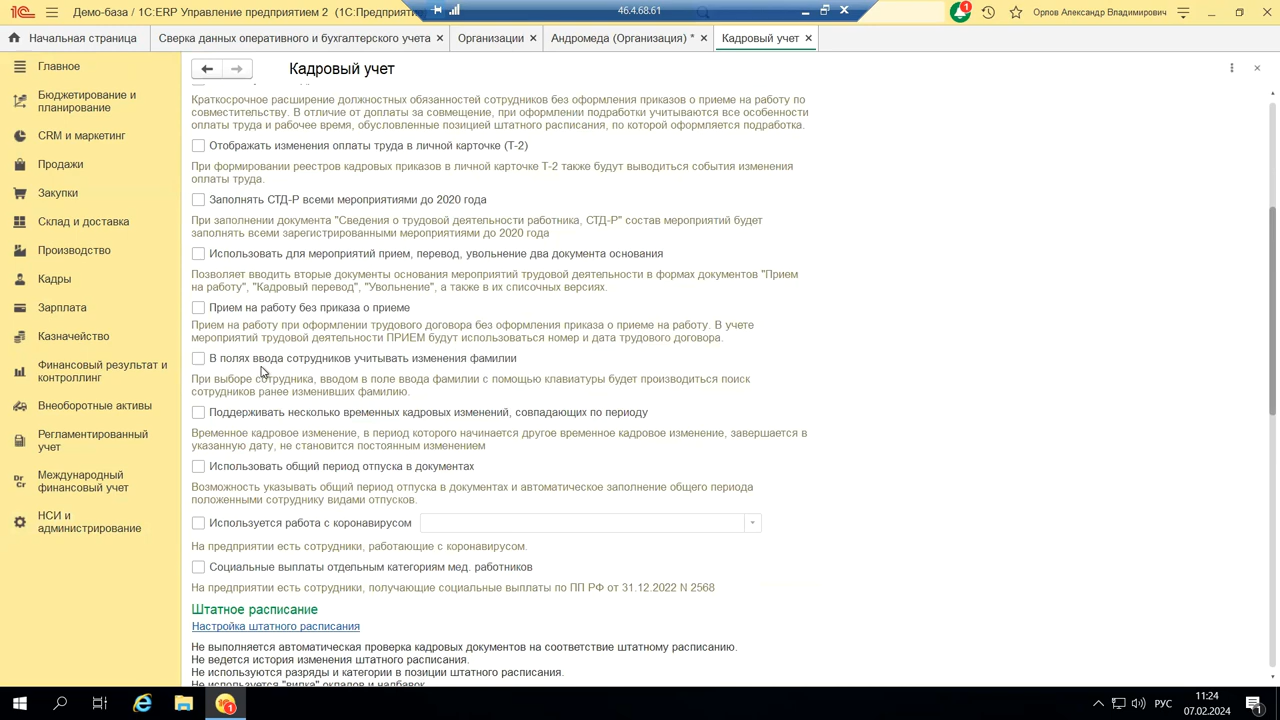 Демо-база / 1С:ERP Управление предприятием 2 (1С:Предприятие
46.4.68.61
1
Орлов Александр Владимирович
Начальная страница
Сверка данных оперативного и бухгалтерского учета ×
Организации ×
Андромеда (Организация) * ×
Кадровый учет ×
Главное
Бюджетирование и
планирование
CRM и маркетинг
Продажи
Закупки
Склад и доставка
Производство
Кадры
Зарплата
Казначейство
Финансовый результат и
контроллинг
Внеоборотные активы
Регламентированный
учет
Международный
финансовый учет
НСИ и
администрирование
Кадровый учет
Краткосрочное расширение должностных обязанностей сотрудников без оформления приказов о приеме на работу по
совместительству. В отличие от доплаты за совмещение, при оформлении подработки учитываются все особенности
оплаты труда и рабочее время, обусловленные позицией штатного расписания, по которой оформляется подработка.
Отображать изменения оплаты труда в личной карточке (Т-2)
При формировании реестров кадровых приказов в личной карточке Т-2 также будут выводиться события изменения
оплаты труда.
Заполнять СТД-Р всеми мероприятиями до 2020 года
При заполнении документа "Сведения о трудовой деятельности работника, СТД-Р" состав мероприятий будет
заполнять всеми зарегистрированными мероприятиями до 2020 года
Использовать для мероприятий прием, перевод, увольнение два документа основания
Позволяет вводить вторые документы основания мероприятий трудовой деятельности в формах документов "Прием
на работу", "Кадровый перевод", "Увольнение", а также в их списочных версиях.
Прием на работу без приказа о приеме
Прием на работу при оформлении трудового договора без оформления приказа о приеме на работу. В учете
мероприятий трудовой деятельности ПРИЕМ будут использоваться номер и дата трудового договора.
В полях ввода сотрудников учитывать изменения фамилии
При выборе сотрудника, вводом в поле ввода фамилии с помощью клавиатуры будет производиться поиск
сотрудников ранее изменивших фамилию.
Поддерживать несколько временных кадровых изменений, совпадающих по периоду
Временное кадровое изменение, в период которого начинается другое временное кадровое изменение, завершается в
указанную дату, не становится постоянным изменением
Использовать общий период отпуска в документах
Возможность указывать общий период отпуска в документах и автоматическое заполнение общего периода
положенными сотруднику видами отпусков.
Используется работа с коронавирусом
На предприятии есть сотрудники, работающие с коронавирусом.
Социальные выплаты отдельным категориям мед. работников
На предприятии есть сотрудники, получающие социальные выплаты по ПП РФ от 31.12.2022 N 2568
Штатное расписание
Настройка штатного расписания
Не выполняется автоматическая проверка кадровых документов на соответствие штатному расписанию.
Не ведется история изменения штатного расписания.
Не используются разряды и категории в позиции штатного расписания.
Не используется "вилка" окладов и надбавок
РУС
11:24
07.02.2024
1